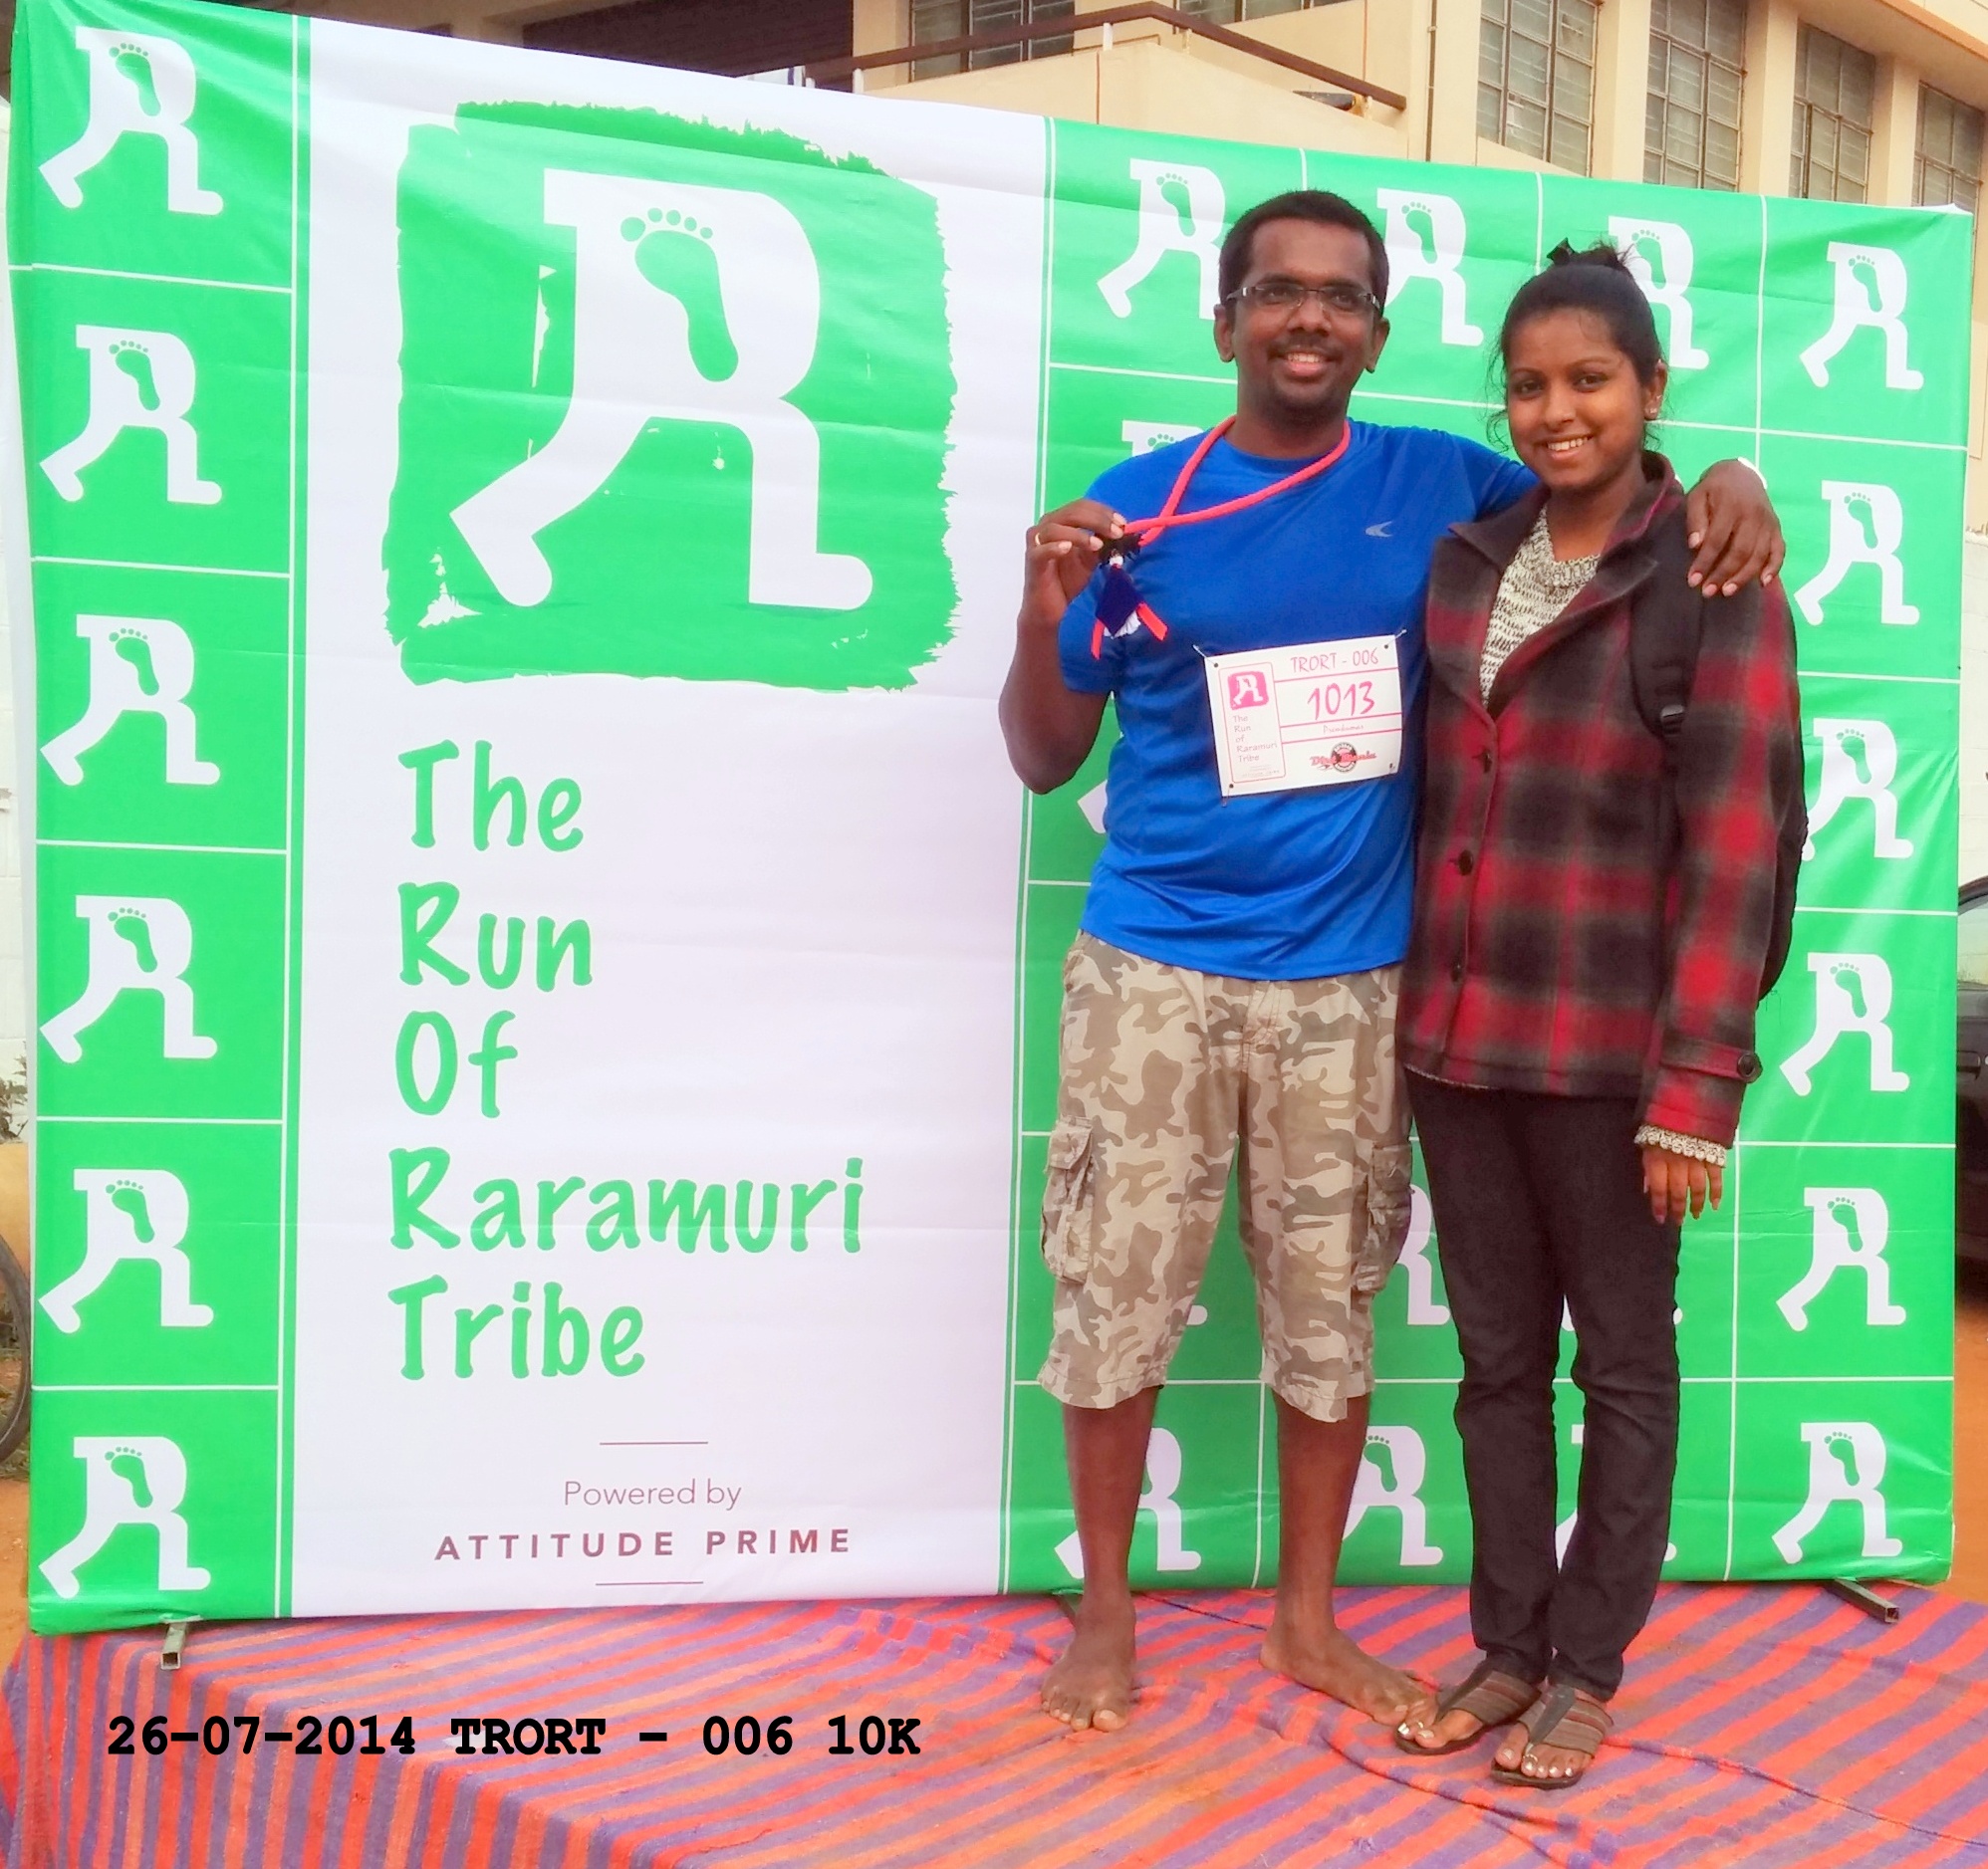 The
Run
Of
Raramuri
Tribe
Powered by
ATTITUDE PRIME
TRORT - 006
1013
The
Run
of
Raramuri
Tribe
26-07-2014 TRORT - 006 10K